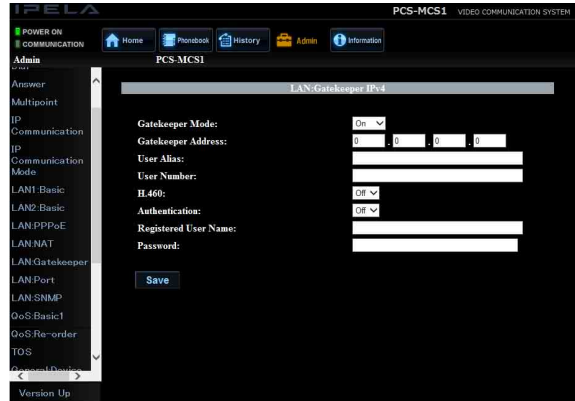 IPELA
PCS-MCS1 VIDEO COMMUNICATION SYSTEM
POWER ON
COMMUNICATION
Home Phonebook History Admin Information
Admin PCS-MCS1
Answer
Multipoint
IP
Communication
IP
Communication
Mode
LAN1:Basic
LAN2:Basic
LAN:PPPoE
LAN:NAT
LAN:Gatekeeper
LAN:Port
LAN:SNMP
QoS:Basic1
QoS:Re-order
TOS
General:Device
Version Up
LAN:Gatekeeper IPv4
Gatekeeper Mode: On
Gatekeeper Address: 0 . 0 . 0 . 0
User Alias:
User Number:
H.460: Off
Authentication: Off
Registered User Name:
Password:
Save